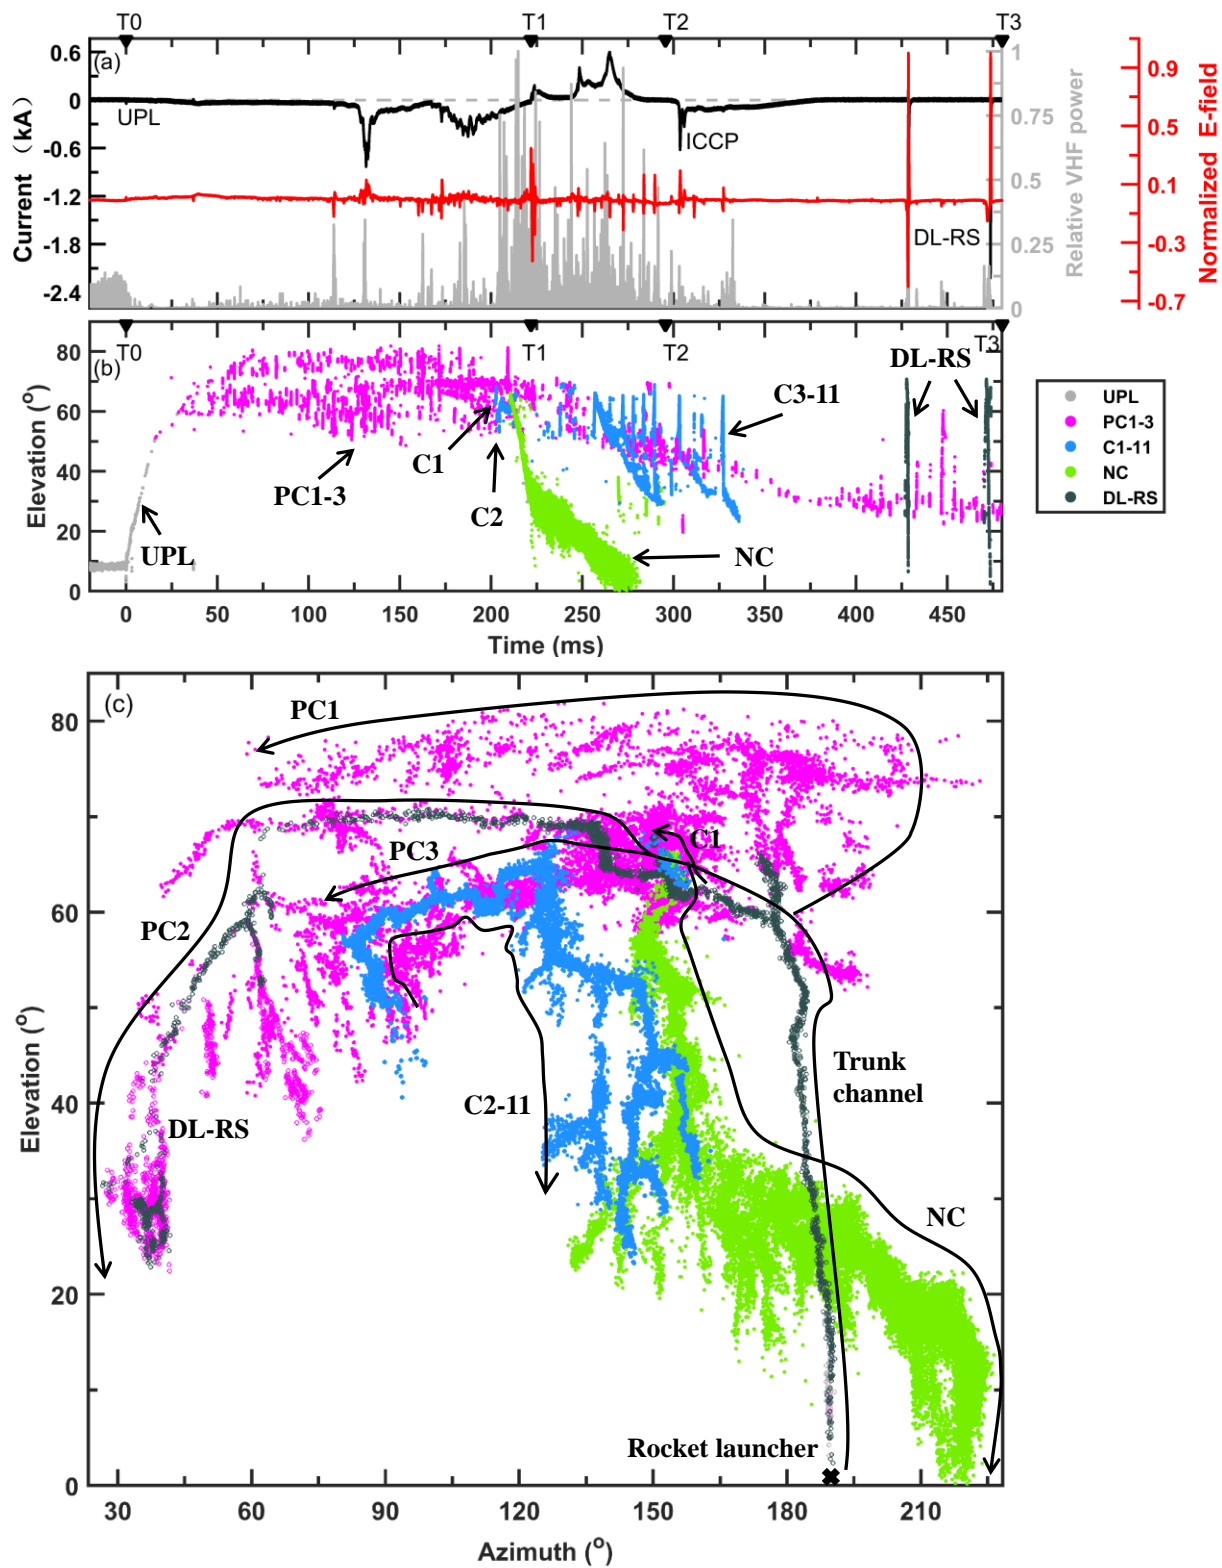 T0 T1 T2 T3
(a)
0.6
0
-0.6
-1.2
-1.8
-2.4
Current (kA)
UPL
ICCP
DL-RS
1
0.75
0.5
0.25
0
Relative VHF power
0.9
0.5
0.1
-0.3
-0.7
Normalized E-field
(b)
T0 T1 T2 T3
80
60
40
20
0
Elevation (°)
UPL
PC1-3
C1
C2
C3-11
NC
DL-RS
0 50 100 150 200 250 300 350 400 450
Time (ms)
UPL
PC1-3
C1-11
NC
DL-RS
(c)
80
60
40
20
0
Elevation (°)
PC1
C1
PC3
PC2
C2-11
DL-RS
Trunk
channel
NC
Rocket launcher
30 60 90 120 150 180 210
Azimuth (°)